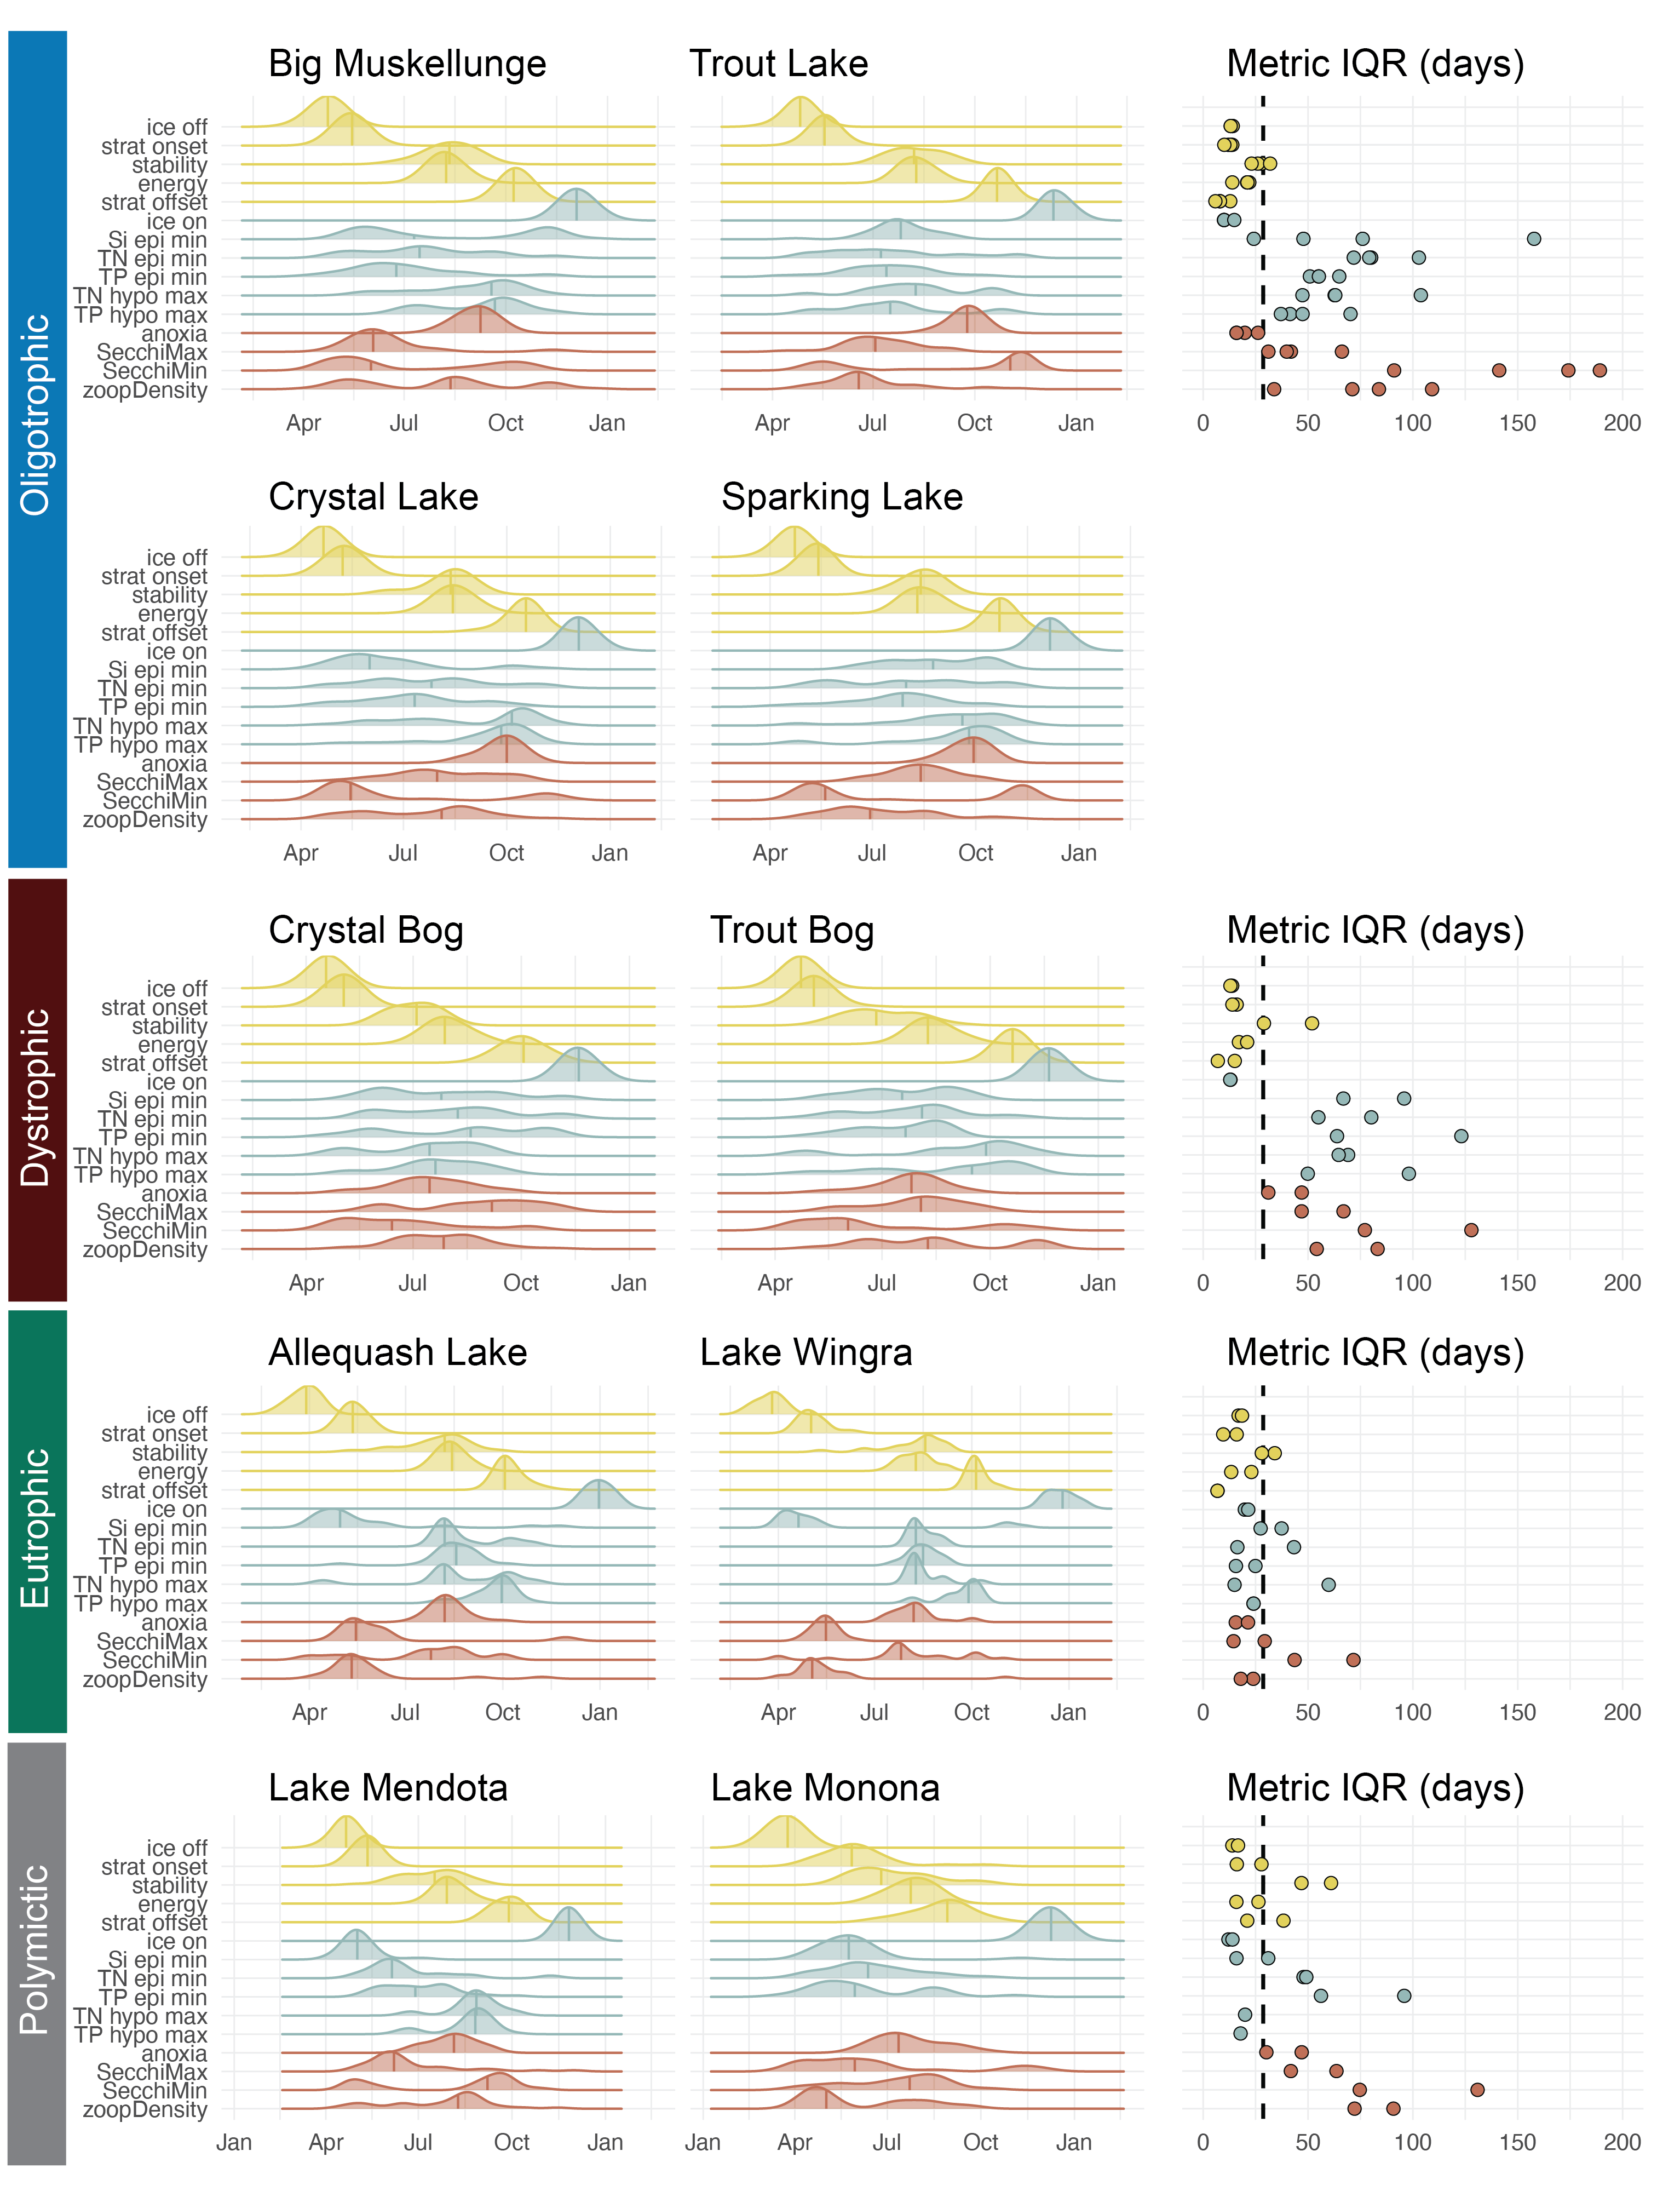 Oligotrophic
Big Muskellunge
Trout Lake
Metric IQR (days)
ice off
strat onset
stability
energy
strat offset
ice on
Si epi min
TN epi min
TP epi min
TN hypo max
TP hypo max
anoxia
SecchiMax
SecchiMin
zoopDensity
Apr Jul Oct Jan
Apr Jul Oct Jan
0 50 100 150 200
Crystal Lake
Sparking Lake
ice off
strat onset
stability
energy
strat offset
ice on
Si epi min
TN epi min
TP epi min
TN hypo max
TP hypo max
anoxia
SecchiMax
SecchiMin
zoopDensity
Apr Jul Oct Jan
Apr Jul Oct Jan
Dystrophic
Crystal Bog
Trout Bog
Metric IQR (days)
ice off
strat onset
stability
energy
strat offset
ice on
Si epi min
TN epi min
TP epi min
TN hypo max
TP hypo max
anoxia
SecchiMax
SecchiMin
zoopDensity
Apr Jul Oct Jan
Apr Jul Oct Jan
0 50 100 150 200
Eutrophic
Allequash Lake
Lake Wingra
Metric IQR (days)
ice off
strat onset
stability
energy
strat offset
ice on
Si epi min
TN epi min
TP epi min
TN hypo max
TP hypo max
anoxia
SecchiMax
SecchiMin
zoopDensity
Apr Jul Oct Jan
Apr Jul Oct Jan
0 50 100 150 200
Polymictic
Lake Mendota
Lake Monona
Metric IQR (days)
ice off
strat onset
stability
energy
strat offset
ice on
Si epi min
TN epi min
TP epi min
TN hypo max
TP hypo max
anoxia
SecchiMax
SecchiMin
zoopDensity
Jan Apr Jul Oct Jan
Jan Apr Jul Oct Jan
0 50 100 150 200